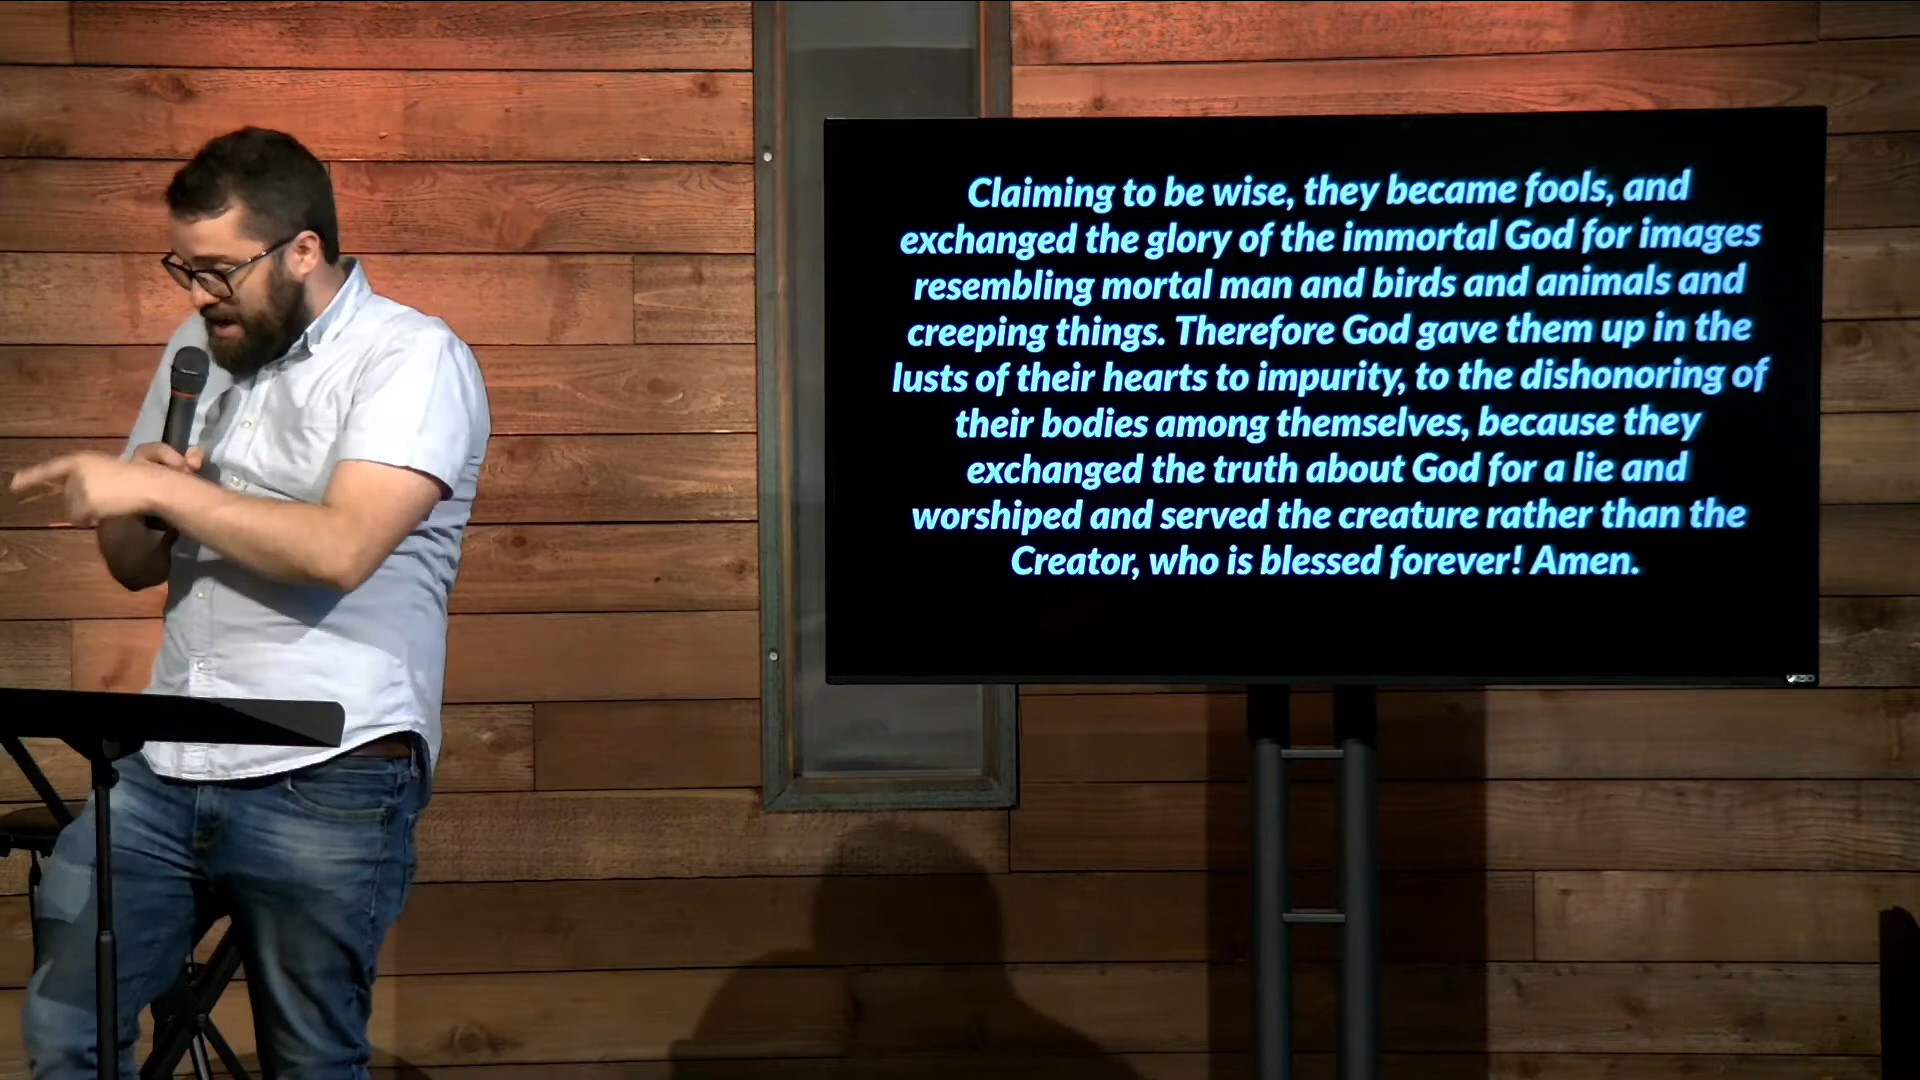 Claiming to be wise, they became fools, and
exchanged the glory of the immortal God for images
resembling mortal man and birds and animals and
creeping things. Therefore God gave them up in the
lusts of their hearts to impurity, to the dishonoring of
their bodies among themselves, because they
exchanged the truth about God for a lie and
worshiped and served the creature rather than the
Creator, who is blessed forever! Amen.
VIZIO